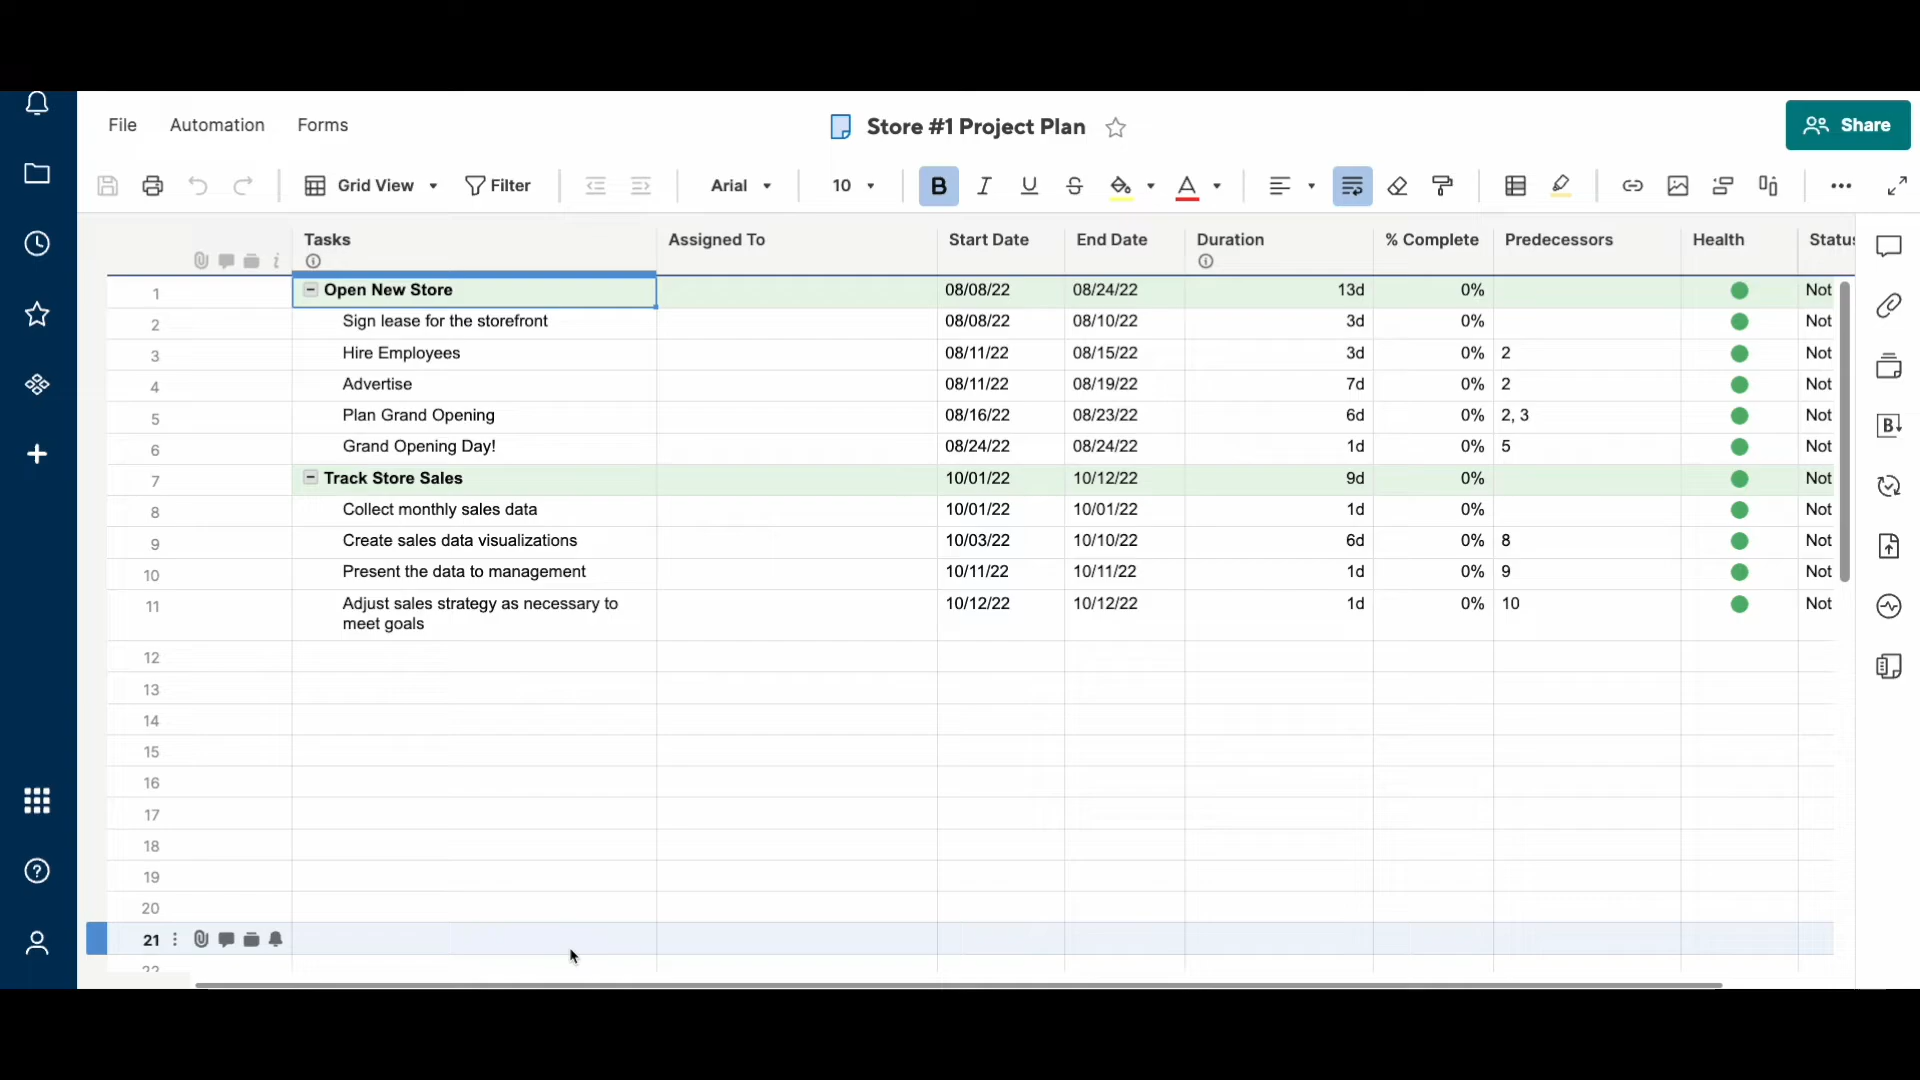 File Automation Forms
Store #1 Project Plan
Share
Grid View Filter Arial 10 B I U S A
Tasks Assigned To Start Date End Date Duration % Complete Predecessors Health Statu
1 Open New Store 08/08/22 08/24/22 13d 0% Not
2 Sign lease for the storefront 08/08/22 08/10/22 3d 0% Not
3 Hire Employees 08/11/22 08/15/22 3d 0% 2 Not
4 Advertise 08/11/22 08/19/22 7d 0% 2 Not
5 Plan Grand Opening 08/16/22 08/23/22 6d 0% 2, 3 Not
6 Grand Opening Day! 08/24/22 08/24/22 1d 0% 5 Not
7 Track Store Sales 10/01/22 10/12/22 9d 0% Not
8 Collect monthly sales data 10/01/22 10/01/22 1d 0% Not
9 Create sales data visualizations 10/03/22 10/10/22 6d 0% 8 Not
10 Present the data to management 10/11/22 10/11/22 1d 0% 9 Not
11 Adjust sales strategy as necessary to 10/12/22 10/12/22 1d 0% 10 Not
meet goals
12
13
14
15
16
17
18
19
20
21
22